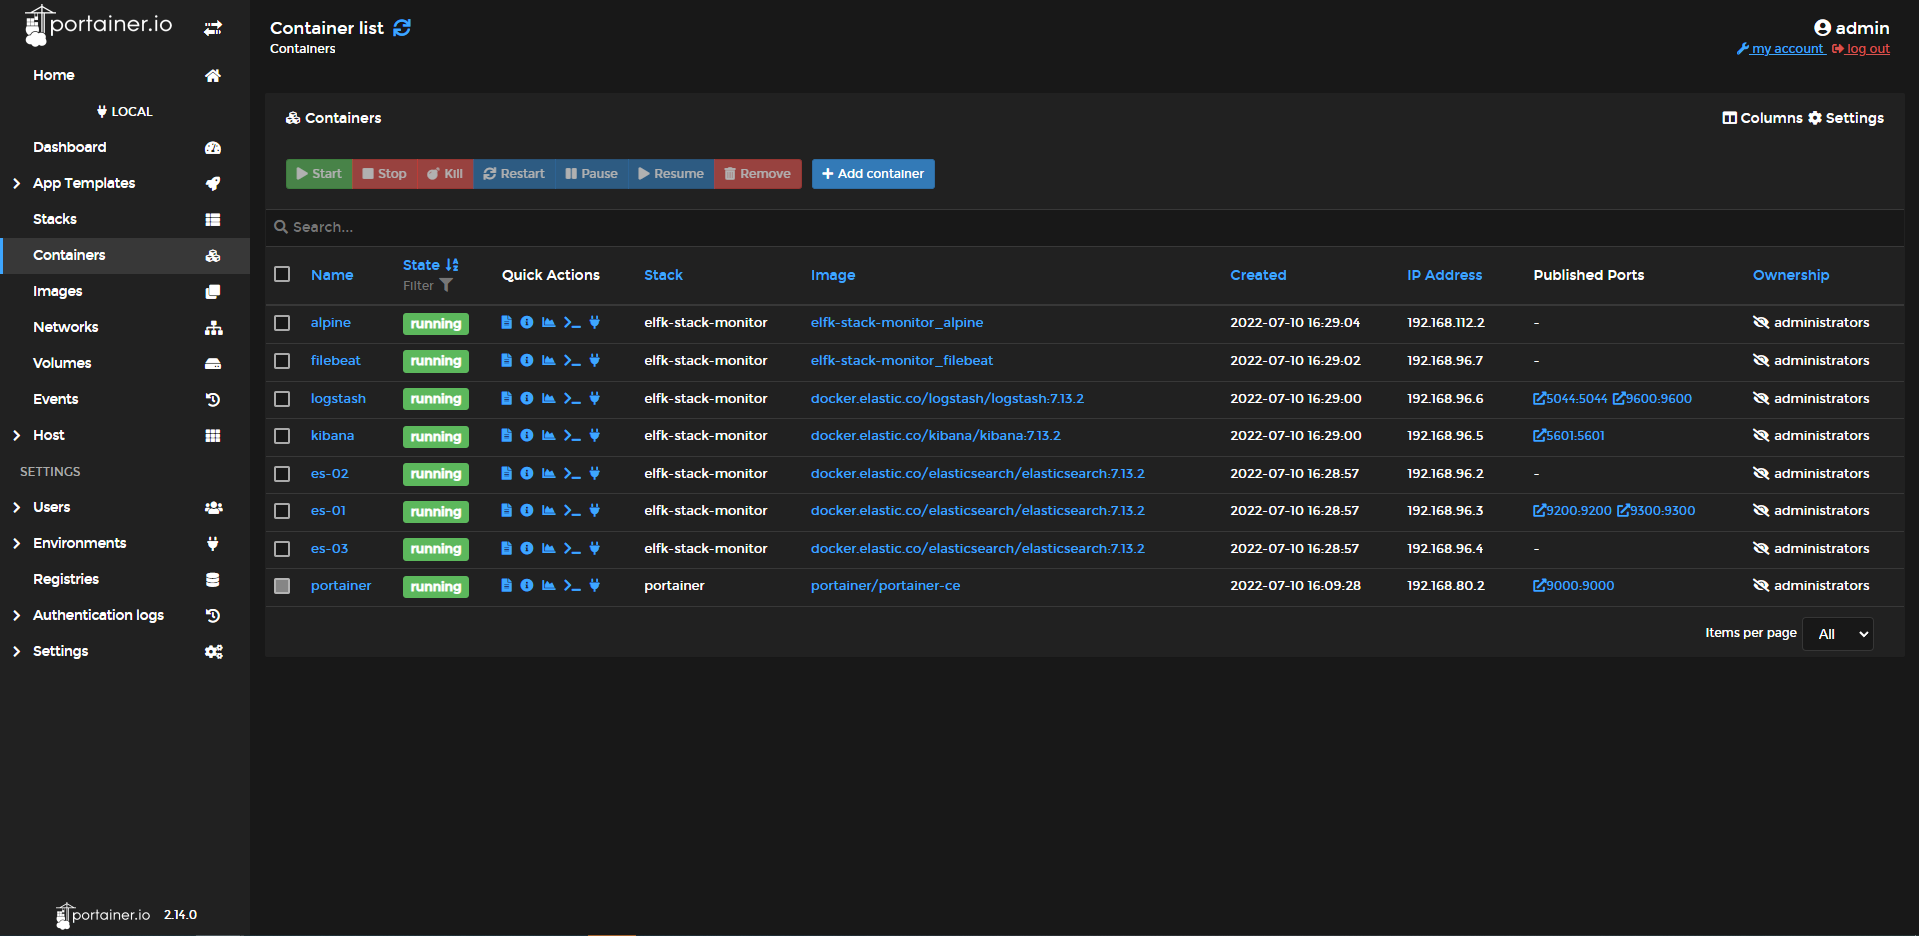 portainer.io
Home
LOCAL
Dashboard
App Templates
Stacks
Containers
Images
Networks
Volumes
Events
Host
SETTINGS
Users
Environments
Registries
Authentication logs
Settings
portainer.io 2.14.0
Container list
Containers
admin
my account log out
Containers
Columns Settings
Start Stop Kill Restart Pause Resume Remove Add container
Search...
Name State Filter Quick Actions Stack Image Created IP Address Published Ports Ownership
alpine running elfk-stack-monitor elfk-stack-monitor_alpine 2022-07-10 16:29:04 192.168.112.2 - administrators
filebeat running elfk-stack-monitor elfk-stack-monitor_filebeat 2022-07-10 16:29:02 192.168.96.7 - administrators
logstash running elfk-stack-monitor docker.elastic.co/logstash/logstash:7.13.2 2022-07-10 16:29:00 192.168.96.6 5044:5044 9600:9600 administrators
kibana running elfk-stack-monitor docker.elastic.co/kibana/kibana:7.13.2 2022-07-10 16:29:00 192.168.96.5 5601:5601 administrators
es-02 running elfk-stack-monitor docker.elastic.co/elasticsearch/elasticsearch:7.13.2 2022-07-10 16:28:57 192.168.96.2 - administrators
es-01 running elfk-stack-monitor docker.elastic.co/elasticsearch/elasticsearch:7.13.2 2022-07-10 16:28:57 192.168.96.3 9200:9200 9300:9300 administrators
es-03 running elfk-stack-monitor docker.elastic.co/elasticsearch/elasticsearch:7.13.2 2022-07-10 16:28:57 192.168.96.4 - administrators
portainer running portainer portainer/portainer-ce 2022-07-10 16:09:28 192.168.80.2 9000:9000 administrators
Items per page All